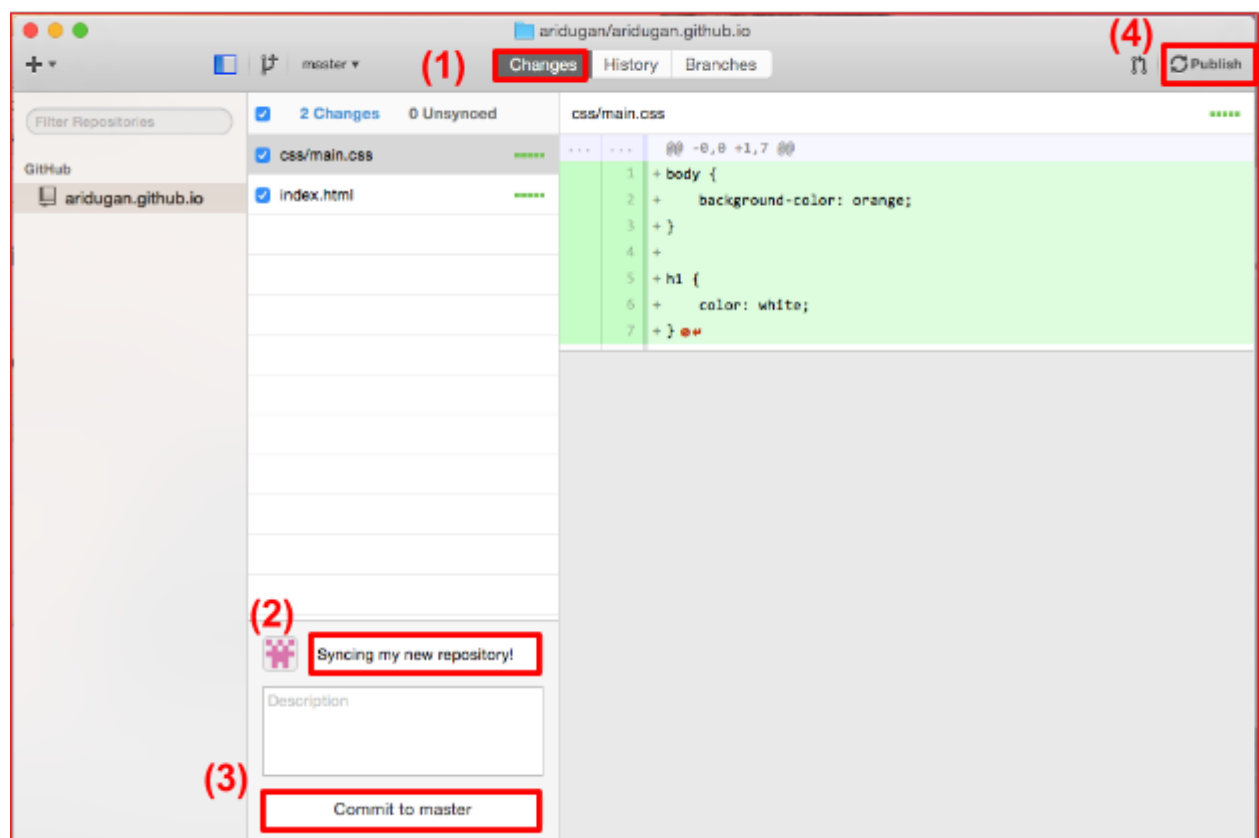 aridugan/aridugan.github.io
(4)
master
(1)
Changes
History
Branches
Publish
Filter Repositories
GitHub
aridugan.github.io
2 Changes
0 Unsynced
css/main.css
index.html
css/main.css
... ... @@ -0,0 +1,7 @@
1 +body {
2 +    background-color: orange;
3 +}
4 +
5 +h1 {
6 +    color: white;
7 +}
(2)
Syncing my new repository!
Description
(3)
Commit to master